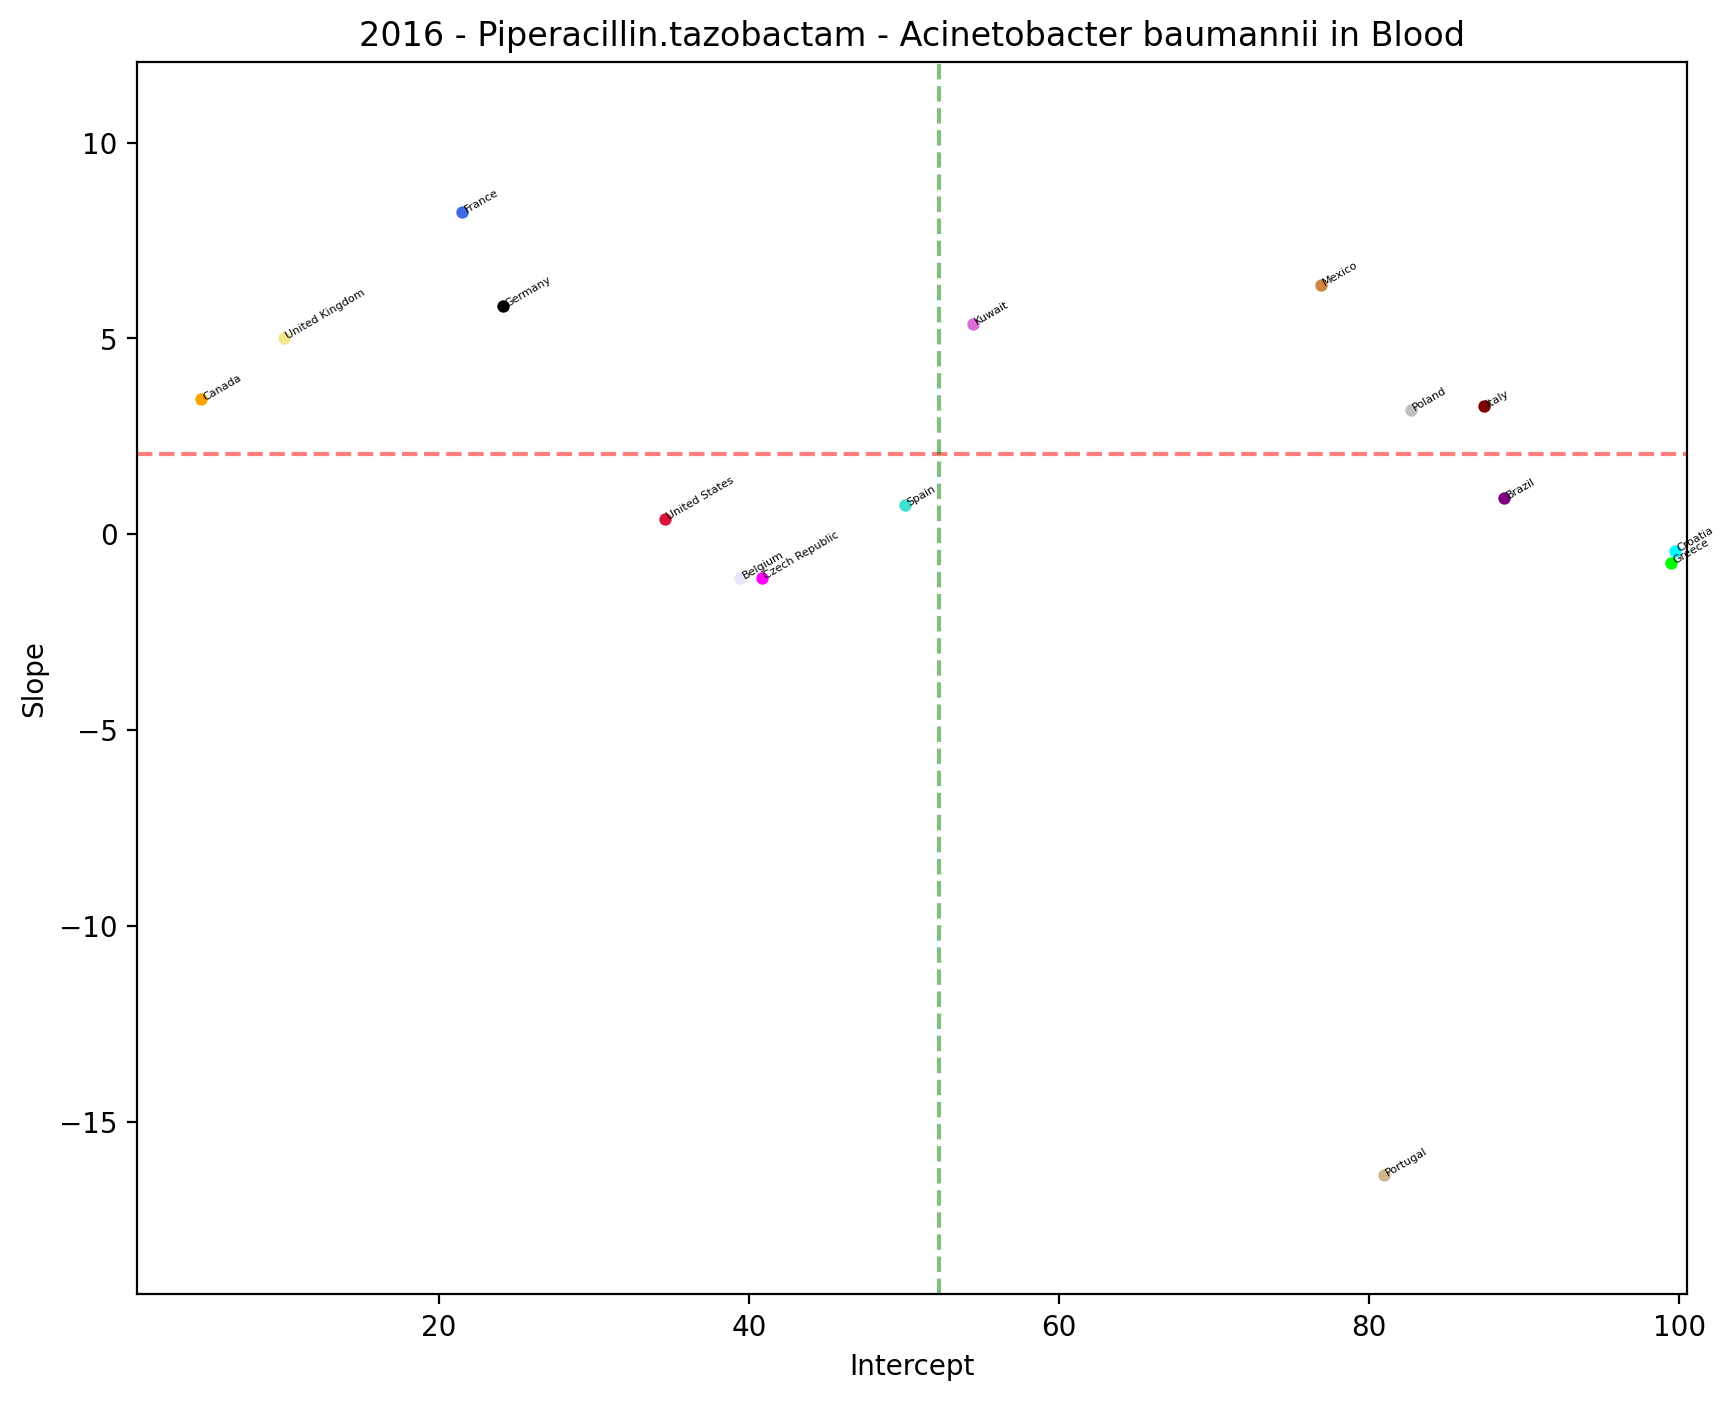 2016 - Piperacillin.tazobactam - Acinetobacter baumannii in Blood
10
5
0
−5
−10
−15
Slope
France
Mexico
Germany
United Kingdom
Kuwait
Canada
Poland
Italy
United States
Spain
Brazil
Belgium
Czech Republic
Croatia
Greece
Portugal
20
40
60
80
100
Intercept